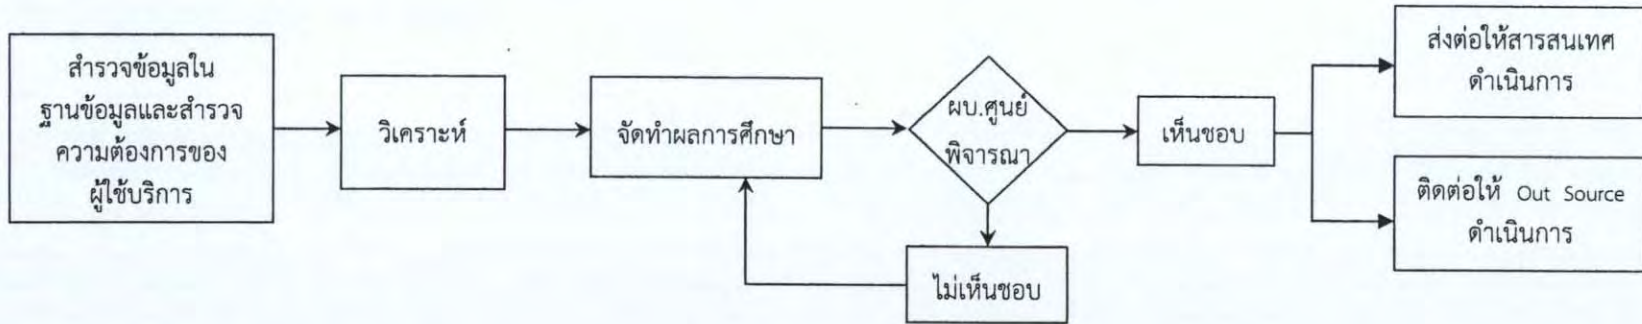 สำรวจข้อมูลใน
ฐานข้อมูลและสำรวจ
ความต้องการของ
ผู้ใช้บริการ
วิเคราะห์
จัดทำผลการศึกษา
ผบ.ศูนย์
พิจารณา
เห็นชอบ
ไม่เห็นชอบ
ส่งต่อให้สารสนเทศ
ดำเนินการ
ติดต่อให้ Out Source
ดำเนินการ